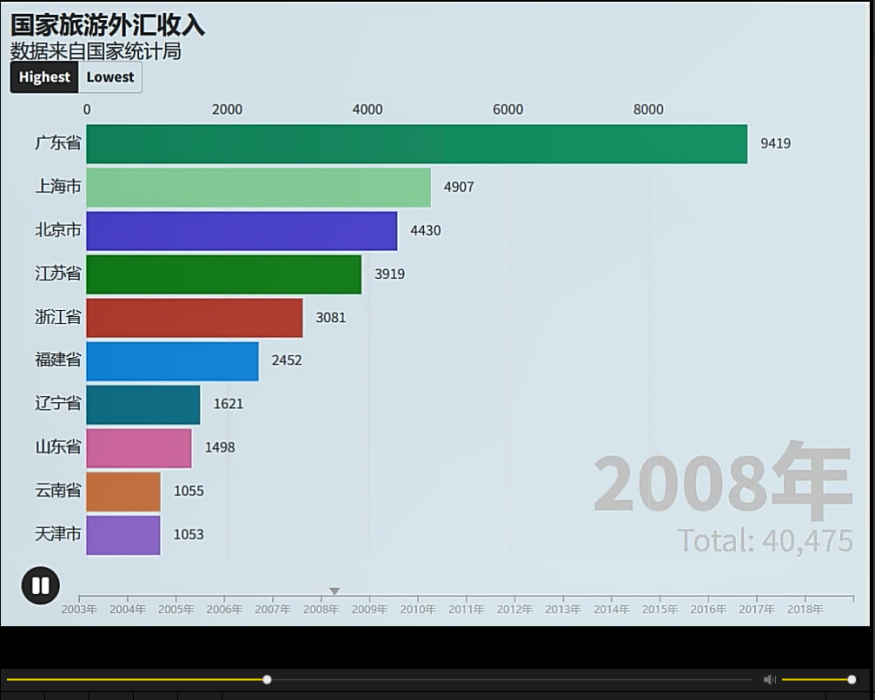 国家旅游外汇收入
数据来自国家统计局
Highest Lowest
0 2000 4000 6000 8000
广东省 9419
上海市 4907
北京市 4430
江苏省 3919
浙江省 3081
福建省 2452
辽宁省 1621
山东省 1498
云南省 1055
天津市 1053
2008年
Total: 40,475
2003年 2004年 2005年 2006年 2007年 2008年 2009年 2010年 2011年 2012年 2013年 2014年 2015年 2016年 2017年 2018年